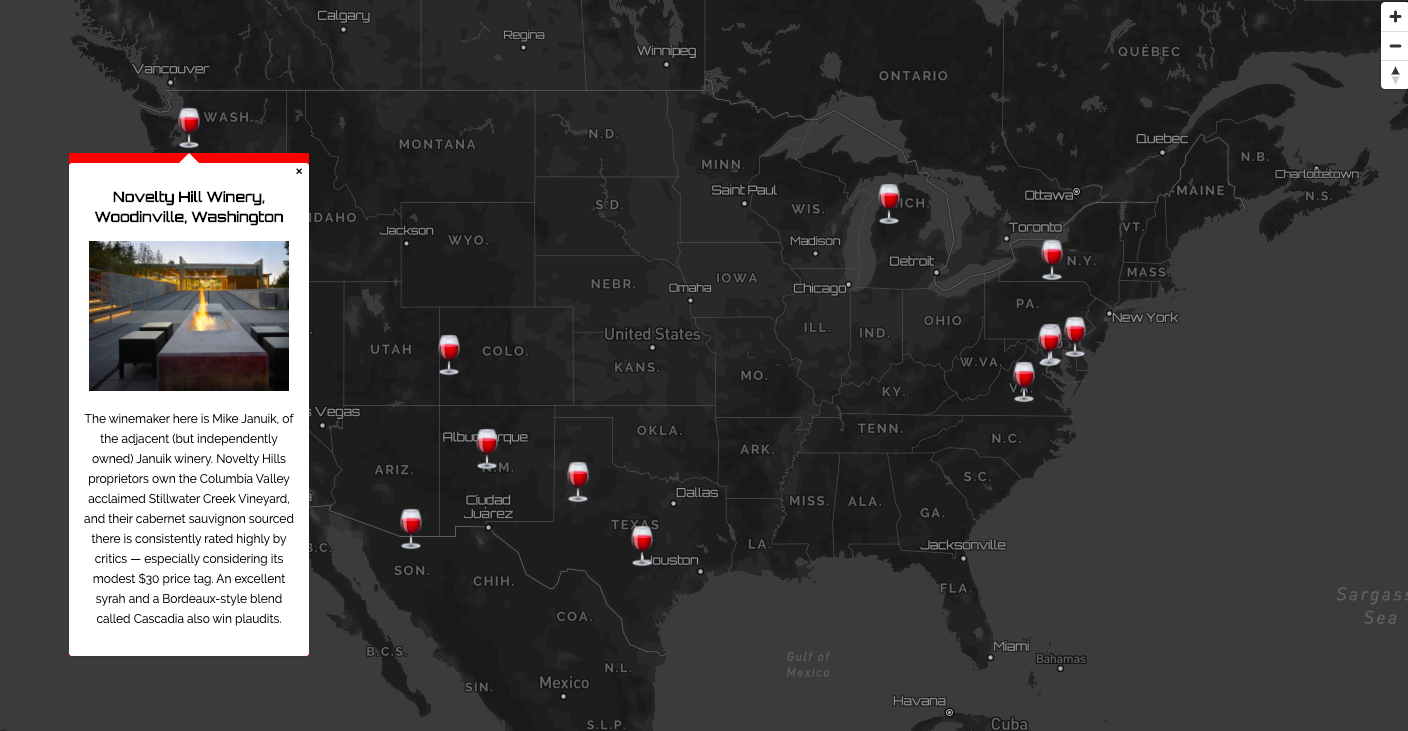 Calgary
Regina
Winnipeg
Vancouver
ONTARIO
QUÉBEC
WASH.
MONTANA
N.D.
MINN.
Quebec
N.B.
Charlottetown
MAINE
N.S.
Ottawa
×
Novelty Hill Winery,
Woodinville, Washington
IDAHO
Jackson
WYO.
S.D.
Saint Paul
WIS.
ICH.
Madison
Toronto
VT.
N.Y.
MASS.
Detroit
NEBR.
Omaha
IOWA
Chicago
PA.
New York
UTAH
COLO.
United States
KANS.
MO.
ILL.
IND.
OHIO
W.VA.
KY.
The winemaker here is Mike Januik, of
the adjacent (but independently
owned) Januik winery. Novelty Hills
proprietors own the Columbia Valley
acclaimed Stillwater Creek Vineyard,
and their cabernet sauvignon sourced
there is consistently rated highly by
critics — especially considering its
modest $30 price tag. An excellent
syrah and a Bordeaux-style blend
called Cascadia also win plaudits.
s Vegas
ARIZ.
N.M.
OKLA.
ARK.
TENN.
N.C.
S.C.
Ciudad
Juárez
Dallas
MISS.
ALA.
GA.
TEXAS
LA.
Jacksonville
B.C.
SON.
CHIH.
FLA.
COA.
Sargass
Sea
B.C.S.
N.L.
Gulf of
Mexico
Miami
Bahamas
SIN.
Mexico
Havana
S.L.P.
Cuba